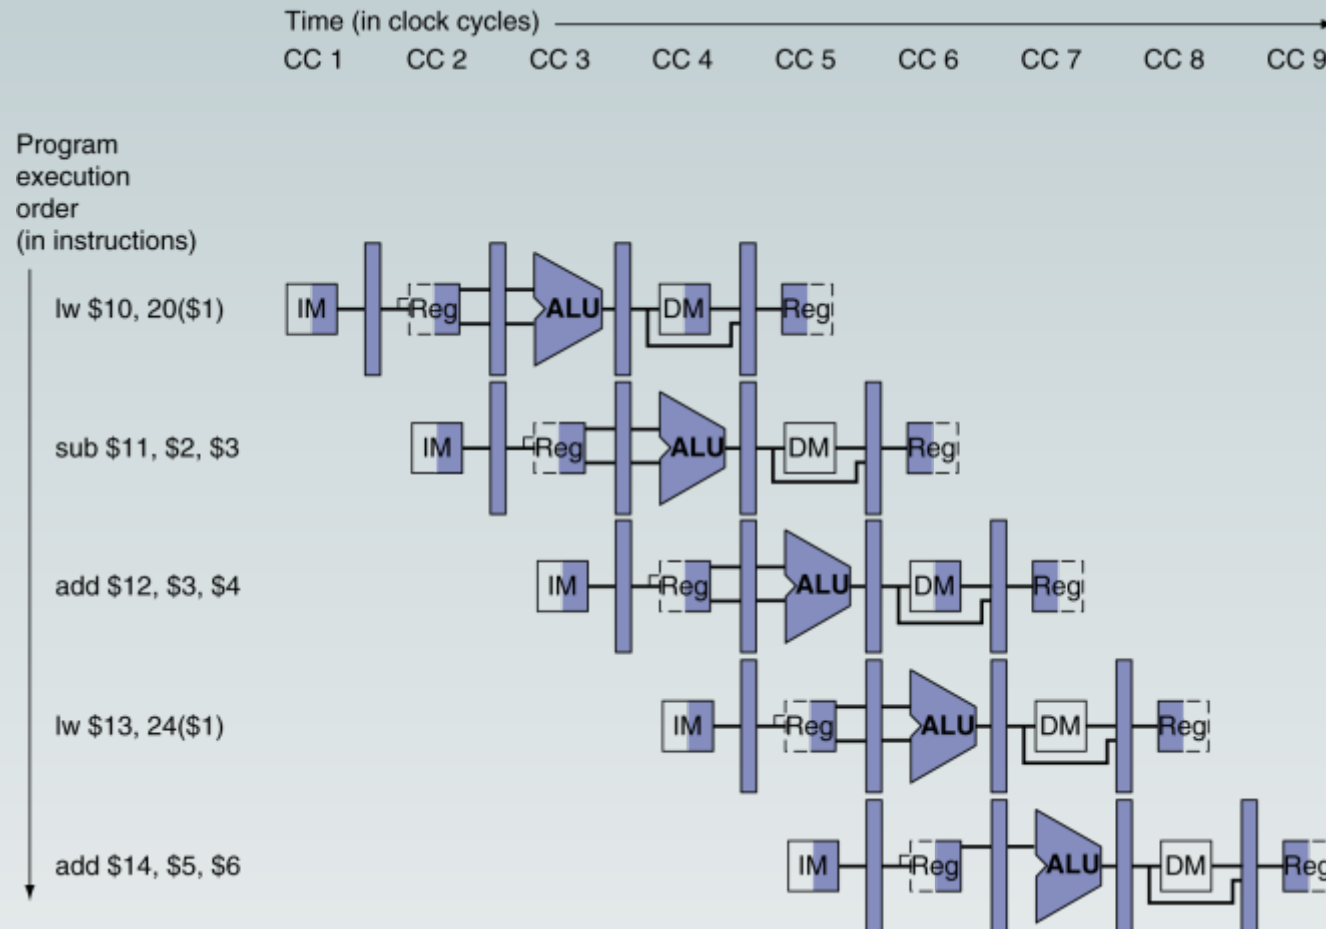 Time (in clock cycles)
CC 1 CC 2 CC 3 CC 4 CC 5 CC 6 CC 7 CC 8 CC 9
Program
execution
order
(in instructions)
lw $10, 20($1) IM Reg ALU DM Reg
sub $11, $2, $3 IM Reg ALU DM Reg
add $12, $3, $4 IM Reg ALU DM Reg
lw $13, 24($1) IM Reg ALU DM Reg
add $14, $5, $6 IM Reg ALU DM Reg